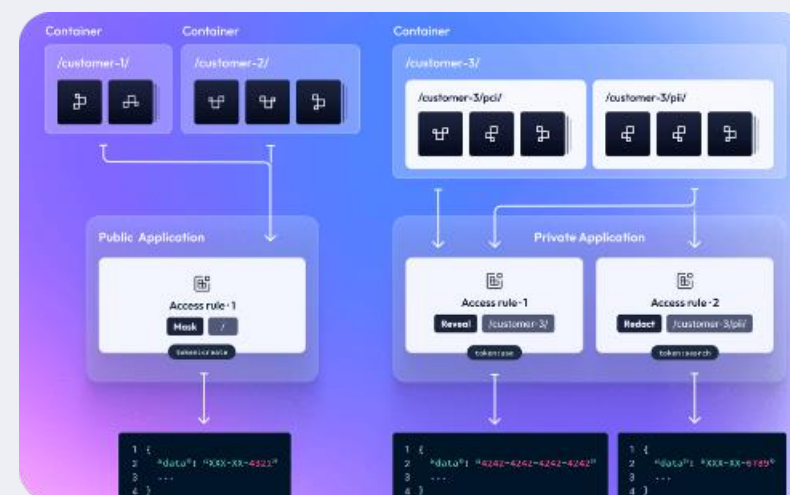 Container
Container
Container
/customer-1/
/customer-2/
/customer-3/
/customer-3/pci/
/customer-3/pii/
Public Application
Private Application
Access rule·1
Mask /
token:create
Access rule·1
Reveal /customer-3/
token:use
Access rule·2
Redact /customer-3/pii/
token:search
1 {
2 "data": "XXX-XX-4321"
3 ...
4 }
1 {
2 "data": "4242-4242-4242-4242"
3 ...
4 }
1 {
2 "data": "XXX-XX-6789"
3 ...
4 }